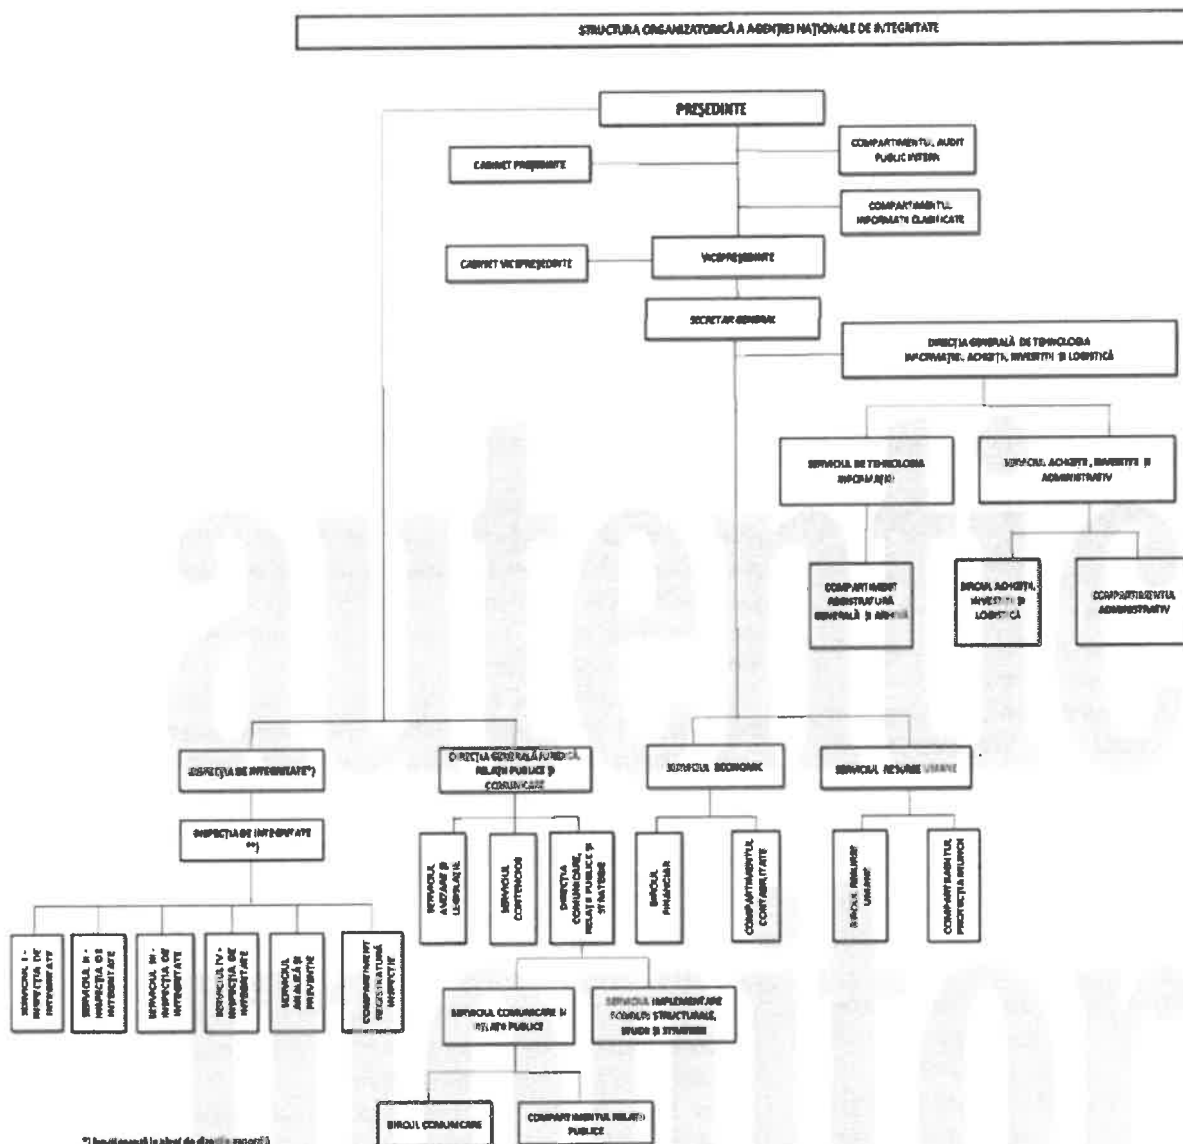 STRUCTURA ORGANIZATORICĂ A AGENȚIEI NAȚIONALE DE INTEGRITATE
PREȘEDINTE
COMPARTIMENTUL AUDIT
PUBLIC INTERN
CABINET PREȘEDINTE
COMPARTIMENTUL
INFORMAȚII CLASIFICATE
CABINET VICEPREȘEDINTE
VICEPREȘEDINTE
SECRETAR GENERAL
DIRECȚIA GENERALĂ DE TEHNOLOGIA
INFORMAȚIEI, ACHIZIȚII, INVESTIȚII ȘI LOGISTICĂ
SERVICIUL DE TEHNOLOGIA
INFORMAȚIEI
SERVICIUL ACHIZIȚII, INVESTIȚII ȘI
ADMINISTRATIV
COMPARTIMENT
REGISTRATURĂ
GENERALĂ ȘI ARHIVĂ
BIROUL ACHIZIȚII,
INVESTIȚII ȘI
LOGISTICĂ
COMPARTIMENTUL
ADMINISTRATIV
INSPECȚIA DE INTEGRITATE*)
DIRECȚIA GENERALĂ JURIDICĂ,
RELAȚII PUBLICE ȘI
COMUNICARE
SERVICIUL ECONOMIC
SERVICIUL RESURSE UMANE
INSPECȚIA DE INTEGRITATE
**)
SERVICIUL
AVIZARE ȘI
LEGISLAȚIE
SERVICIUL
CONTENCIOS
DIRECȚIA
COMUNICARE,
RELAȚII PUBLICE ȘI
STRATEGII
BIROUL
FINANCIAR
COMPARTIMENTUL
CONTABILITATE
BIROUL RESURSE
UMANE
COMPARTIMENTUL
PROTECȚIA MUNCII
SERVICIUL I -
INSPECȚIA DE
INTEGRITATE
SERVICIUL II -
INSPECȚIA DE
INTEGRITATE
SERVICIUL III -
INSPECȚIA DE
INTEGRITATE
SERVICIUL IV -
INSPECȚIA DE
INTEGRITATE
SERVICIUL
ANALIZĂ ȘI
PREVENȚIE
COMPARTIMENT
REGISTRATURĂ
INSPECȚIE
SERVICIUL COMUNICARE ȘI
RELAȚII PUBLICE
SERVICIUL IMPLEMENTARE
FONDURI STRUCTURALE,
STUDII ȘI STRATEGII
BIROUL COMUNICARE
COMPARTIMENTUL RELAȚII
PUBLICE